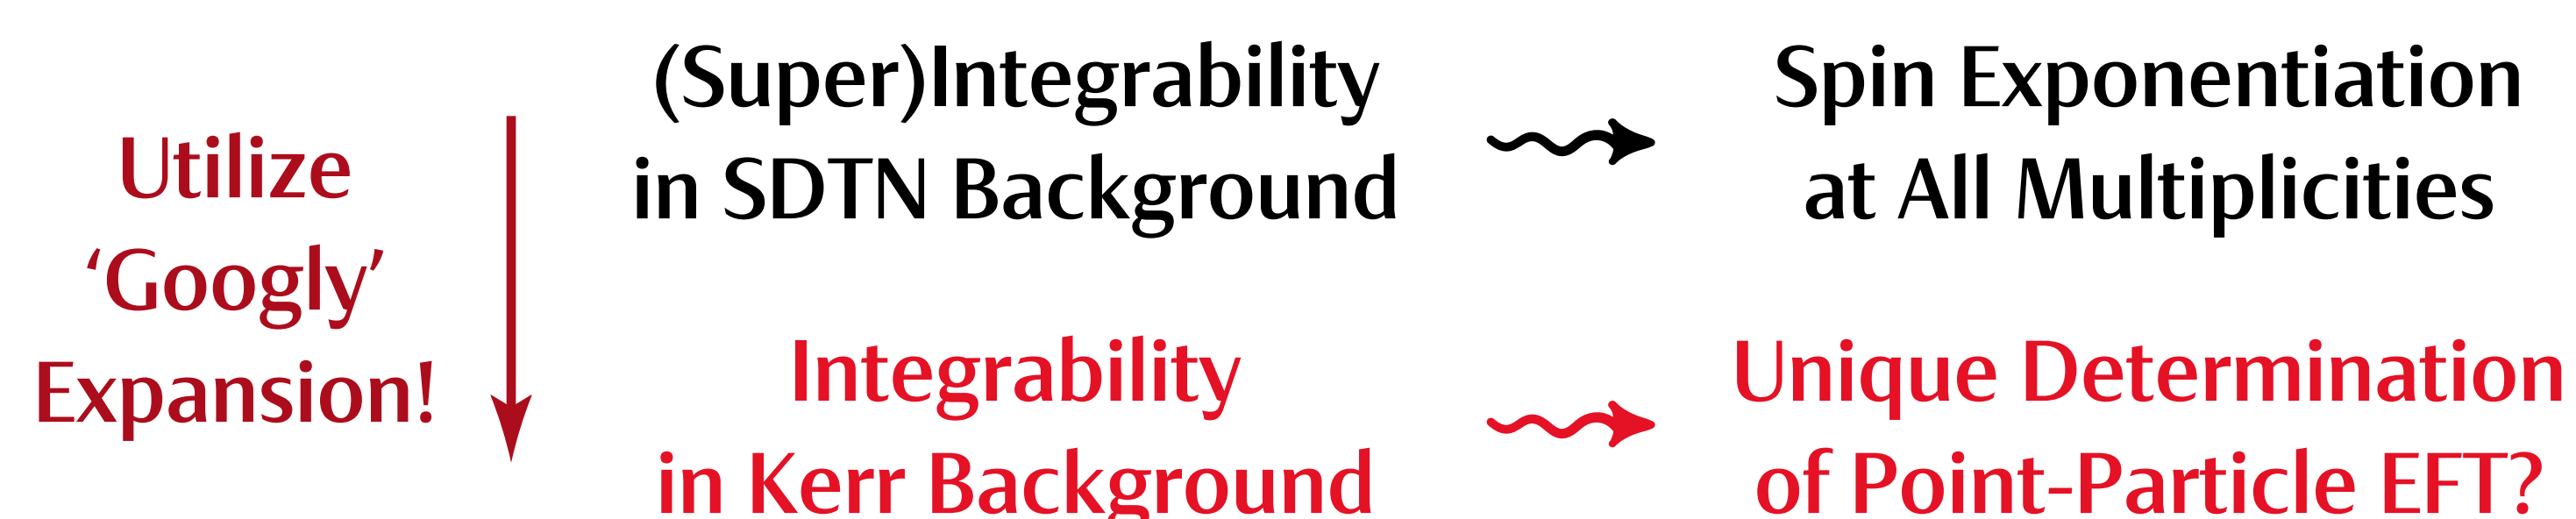 Utilize
‘Googly’
Expansion!
(Super)Integrability
in SDTN Background
Spin Exponentiation
at All Multiplicities
Integrability
in Kerr Background
Unique Determination
of Point-Particle EFT?